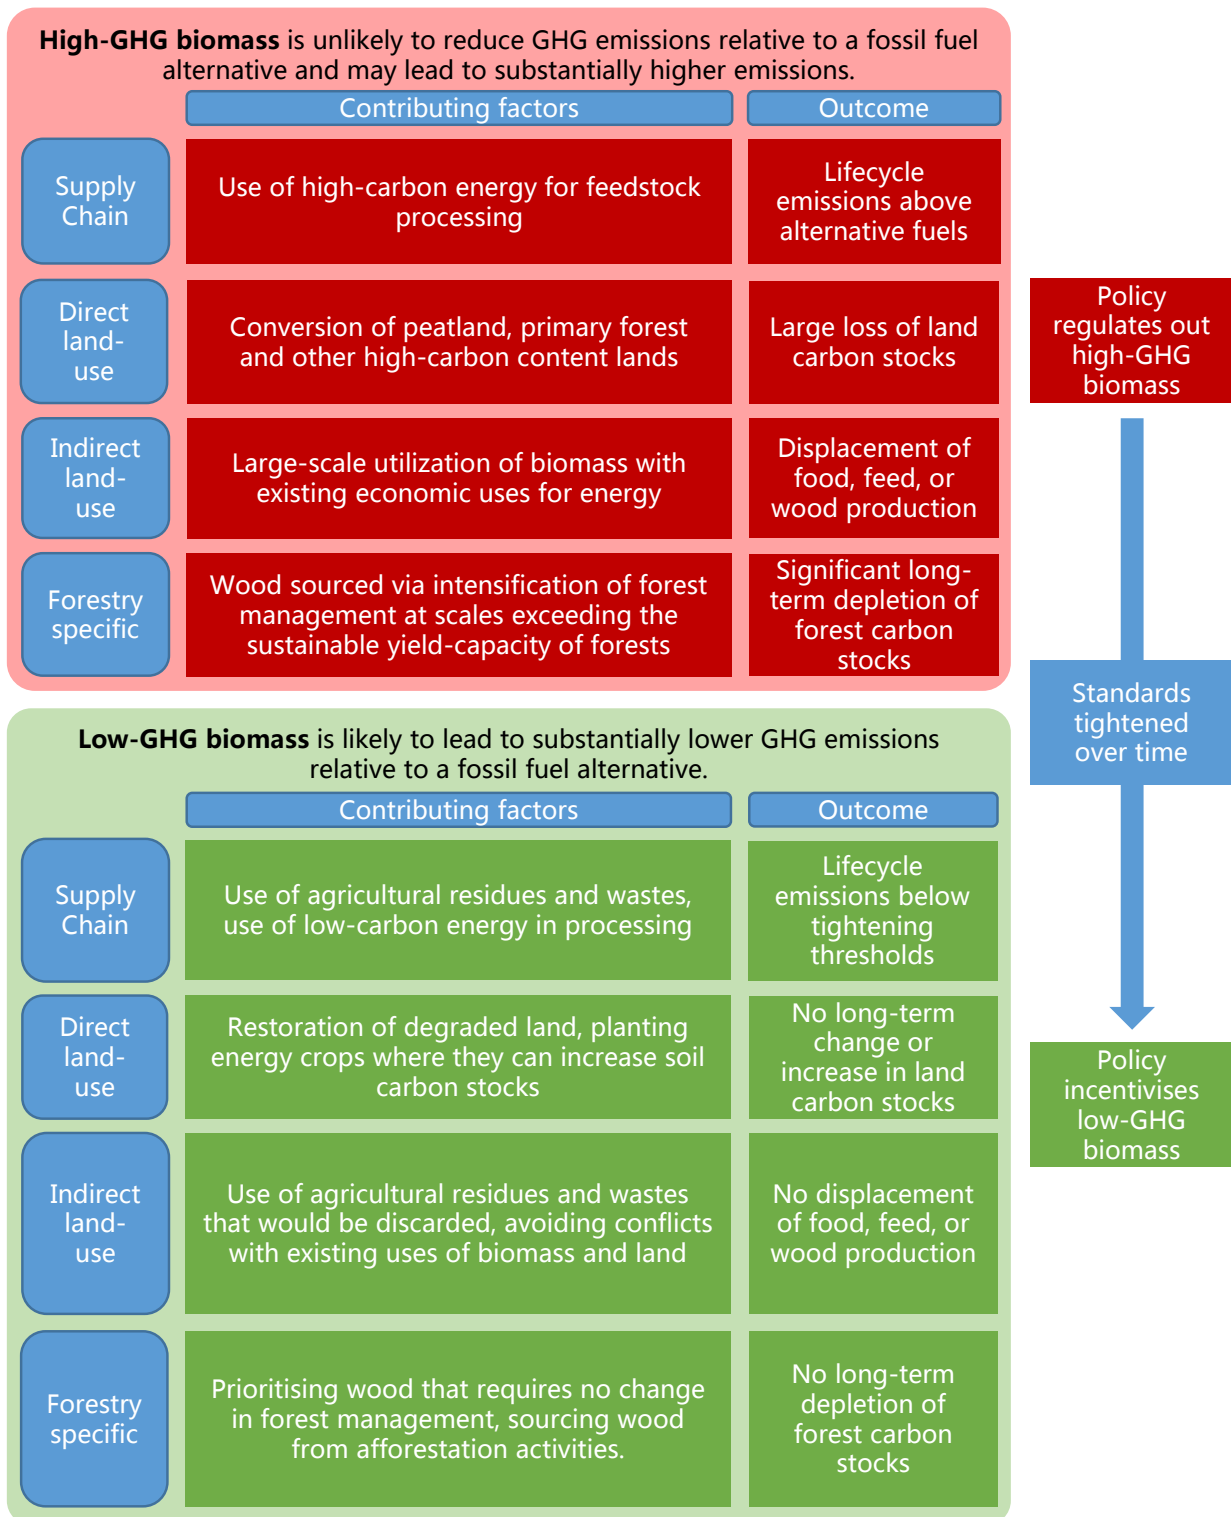 High-GHG biomass is unlikely to reduce GHG emissions relative to a fossil fuel
alternative and may lead to substantially higher emissions.
Contributing factors
Outcome
Supply
Chain
Use of high-carbon energy for feedstock
processing
Lifecycle
emissions above
alternative fuels
Direct
land-
use
Conversion of peatland, primary forest
and other high-carbon content lands
Large loss of land
carbon stocks
Indirect
land-
use
Large-scale utilization of biomass with
existing economic uses for energy
Displacement of
food, feed, or
wood production
Forestry
specific
Wood sourced via intensification of forest
management at scales exceeding the
sustainable yield-capacity of forests
Significant long-
term depletion of
forest carbon
stocks
Low-GHG biomass is likely to lead to substantially lower GHG emissions
relative to a fossil fuel alternative.
Contributing factors
Outcome
Supply
Chain
Use of agricultural residues and wastes,
use of low-carbon energy in processing
Lifecycle
emissions below
tightening
thresholds
Direct
land-
use
Restoration of degraded land, planting
energy crops where they can increase soil
carbon stocks
No long-term
change or
increase in land
carbon stocks
Indirect
land-
use
Use of agricultural residues and wastes
that would be discarded, avoiding conflicts
with existing uses of biomass and land
No displacement
of food, feed, or
wood production
Forestry
specific
Prioritising wood that requires no change
in forest management, sourcing wood
from afforestation activities.
No long-term
depletion of
forest carbon
stocks
Policy
regulates out
high-GHG
biomass
Standards
tightened
over time
Policy
incentivises
low-GHG
biomass